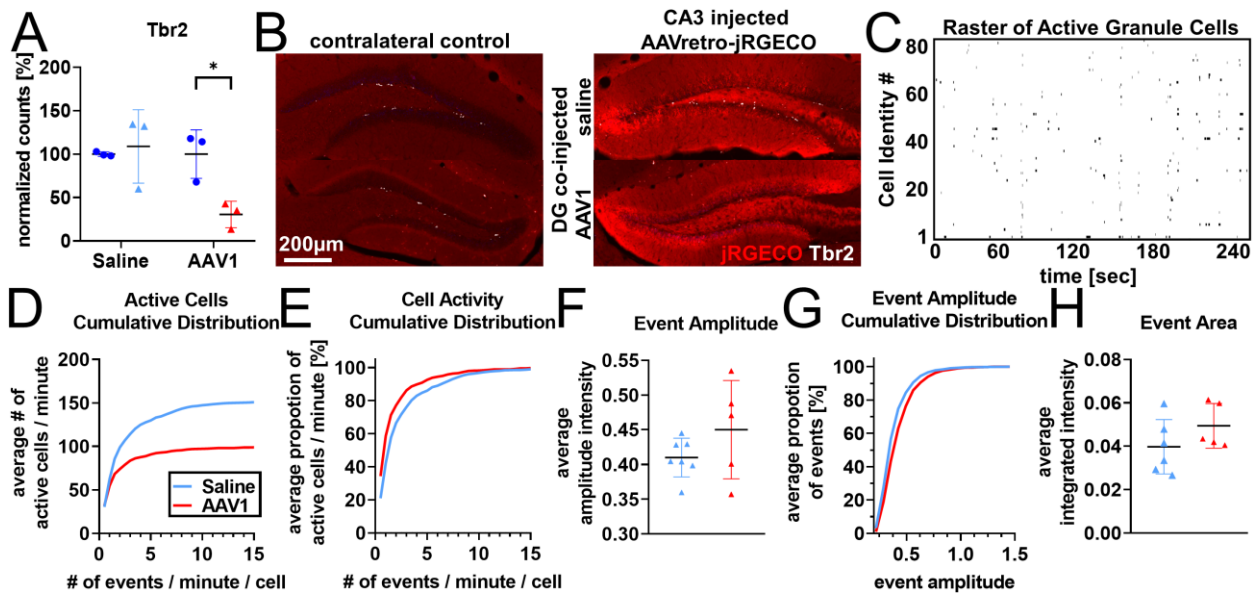 A
Tbr2
normalized counts [%]
200
150
100
50
0
*
Saline
AAV1
B
contralateral control
CA3 injected
AAVretro-jRGECO
DG co-injected
saline
AAV1
200µm
jRGECO Tbr2
C
Raster of Active Granule Cells
Cell Identity #
80
60
40
20
1
0 60 120 180 240
time [sec]
D
Active Cells
Cumulative Distribution
average # of
active cells / minute
200
150
100
50
0
Saline
AAV1
0 5 10 15
# of events / minute / cell
E
Cell Activity
Cumulative Distribution
average propotion of
active cells / minute [%]
100
80
60
40
20
0
0 5 10 15
# of events / minute / cell
F
Event Amplitude
average
amplitude intensity
0.55
0.50
0.45
0.40
0.35
0.30
G
Event Amplitude
Cumulative Distribution
average propotion
of events [%]
100
80
60
40
20
0
0.5 1.0 1.5
event amplitude
H
Event Area
average
integrated intensity
0.08
0.06
0.04
0.02
0.00